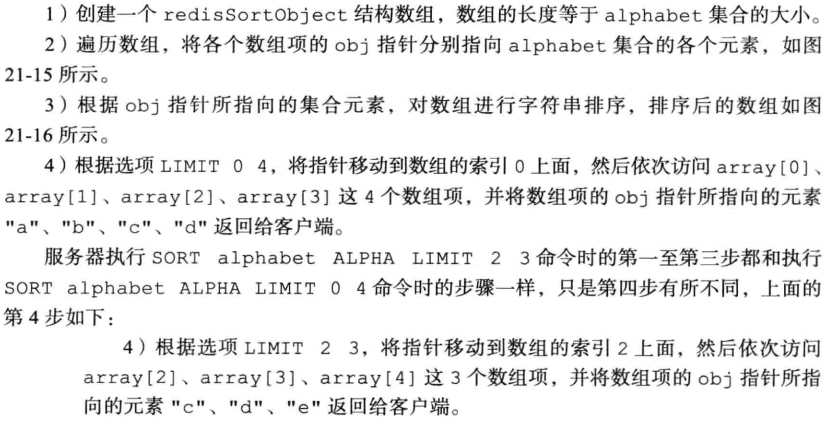 1）创建一个 redisSortObject 结构数组，数组的长度等于 alphabet 集合的大小。
2）遍历数组，将各个数组项的 obj 指针分别指向 alphabet 集合的各个元素，如图
21-15 所示。
3）根据 obj 指针所指向的集合元素，对数组进行字符串排序，排序后的数组如图
21-16 所示。
4）根据选项 LIMIT 0 4，将指针移动到数组的索引 0 上面，然后依次访问 array[0]、
array[1]、array[2]、array[3] 这 4 个数组项，并将数组项的 obj 指针所指向的元素
"a"、"b"、"c"、"d" 返回给客户端。
服务器执行 SORT alphabet ALPHA LIMIT 2 3 命令时的第一至第三步都和执行
SORT alphabet ALPHA LIMIT 0 4 命令时的步骤一样，只是第四步有所不同，上面的
第 4 步如下：
4）根据选项 LIMIT 2 3，将指针移动到数组的索引 2 上面，然后依次访问
array[2]、array[3]、array[4] 这 3 个数组项，并将数组项的 obj 指针所指
向的元素 "c"、"d"、"e" 返回给客户端。